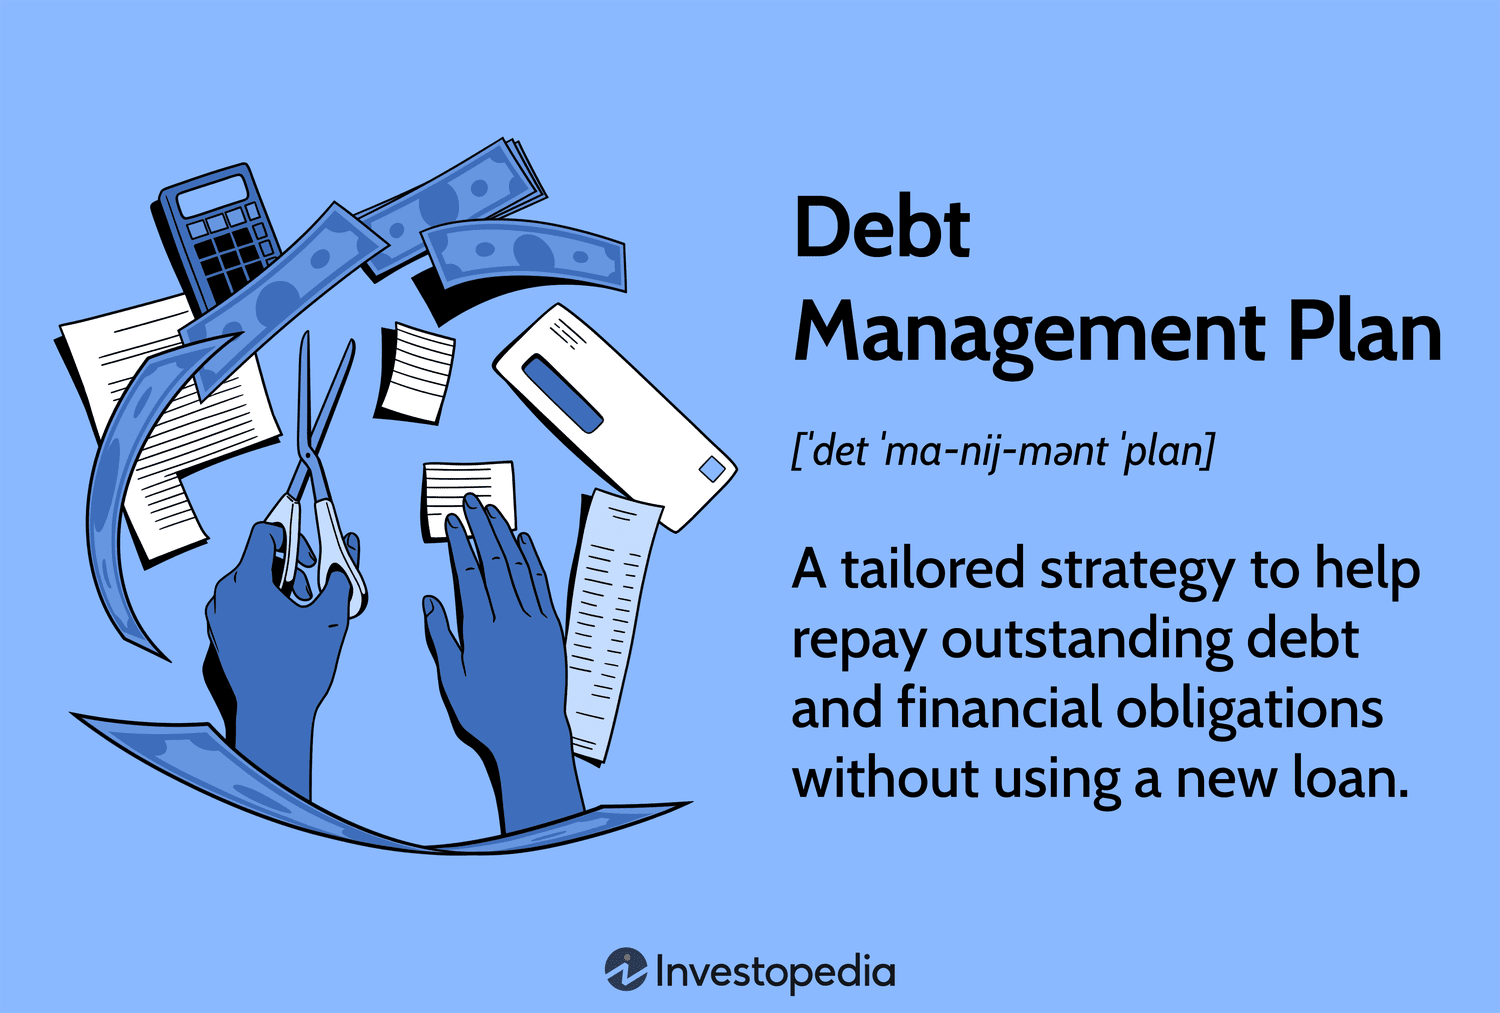 Debt
Management Plan
[ˈdet ˈma-nij-mənt ˈplan]
A tailored strategy to help
repay outstanding debt
and financial obligations
without using a new loan.
Investopedia